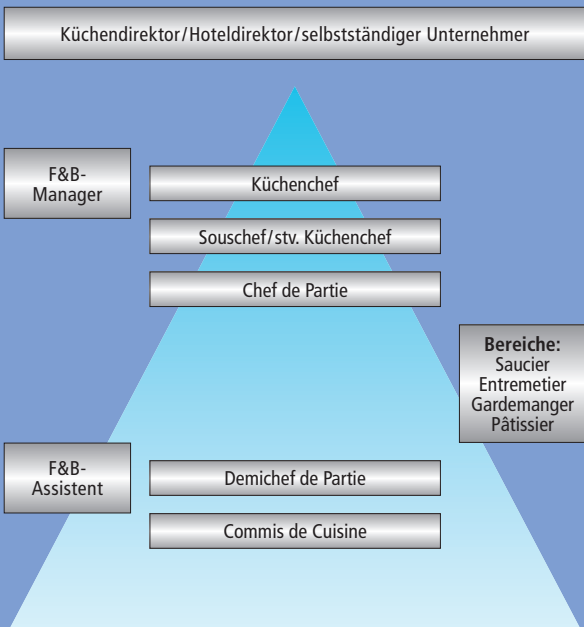 Küchendirektor/Hoteldirektor/selbstständiger Unternehmer
F&B-
Manager
Küchenchef
Souschef/stv. Küchenchef
Chef de Partie
Bereiche:
Saucier
Entremetier
Gardemanger
Pâtissier
F&B-
Assistent
Demichef de Partie
Commis de Cuisine